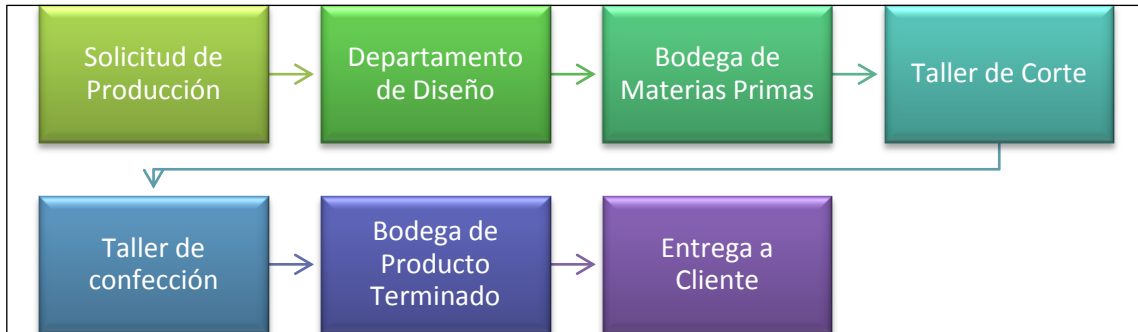 Solicitud de
Producción
Departamento
de Diseño
Bodega de
Materias Primas
Taller de Corte
Taller de
confección
Bodega de
Producto
Terminado
Entrega a
Cliente